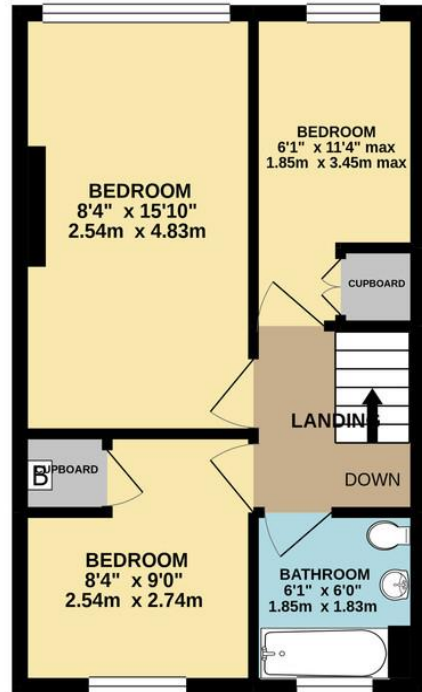 BEDROOM
8'4" x 15'10"
2.54m x 4.83m
BEDROOM
6'1" x 11'4" max
1.85m x 3.45m max
CUPBOARD
LANDING
DOWN
B
CUPBOARD
BEDROOM
8'4" x 9'0"
2.54m x 2.74m
BATHROOM
6'1" x 6'0"
1.85m x 1.83m